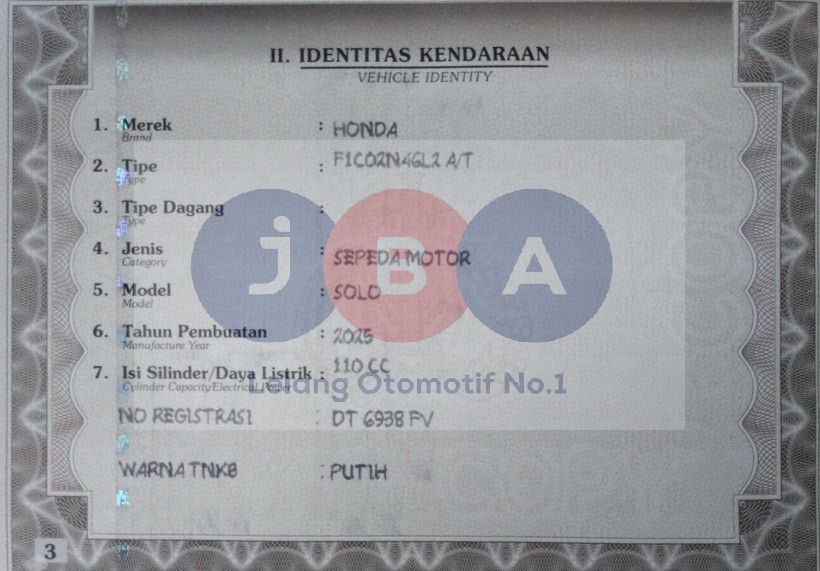 II. IDENTITAS KENDARAAN
VEHICLE IDENTITY
1. Merek : HONDA
Brand
2. Tipe : F1C02N46L2 A/T
Type
3. Tipe Dagang :
Type
4. Jenis : SEPEDA MOTOR
Category
5. Model : SOLO
Model
6. Tahun Pembuatan : 2025
Manufacture Year
7. Isi Silinder/Daya Listrik : 110 CC
Cylinder Capacity/Electrical Power
NO REGISTRASI : DT 6938 FV
WARNA TNKB : PUTIH
JBA
Lelang Otomotif No.1
3